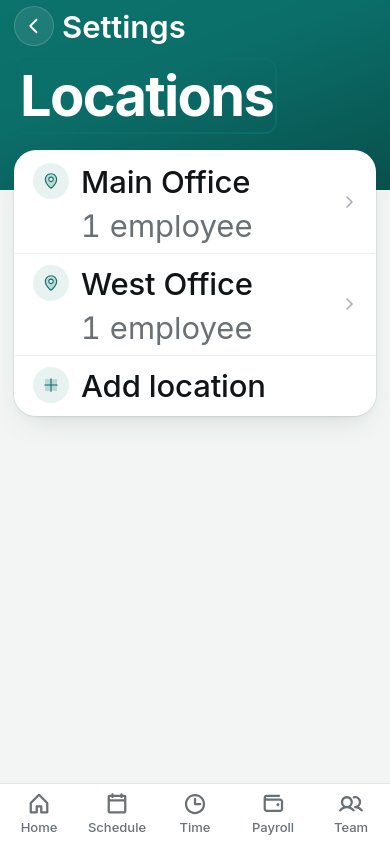 Settings
Locations
Main Office
1 employee
West Office
1 employee
Add location
Home
Schedule
Time
Payroll
Team